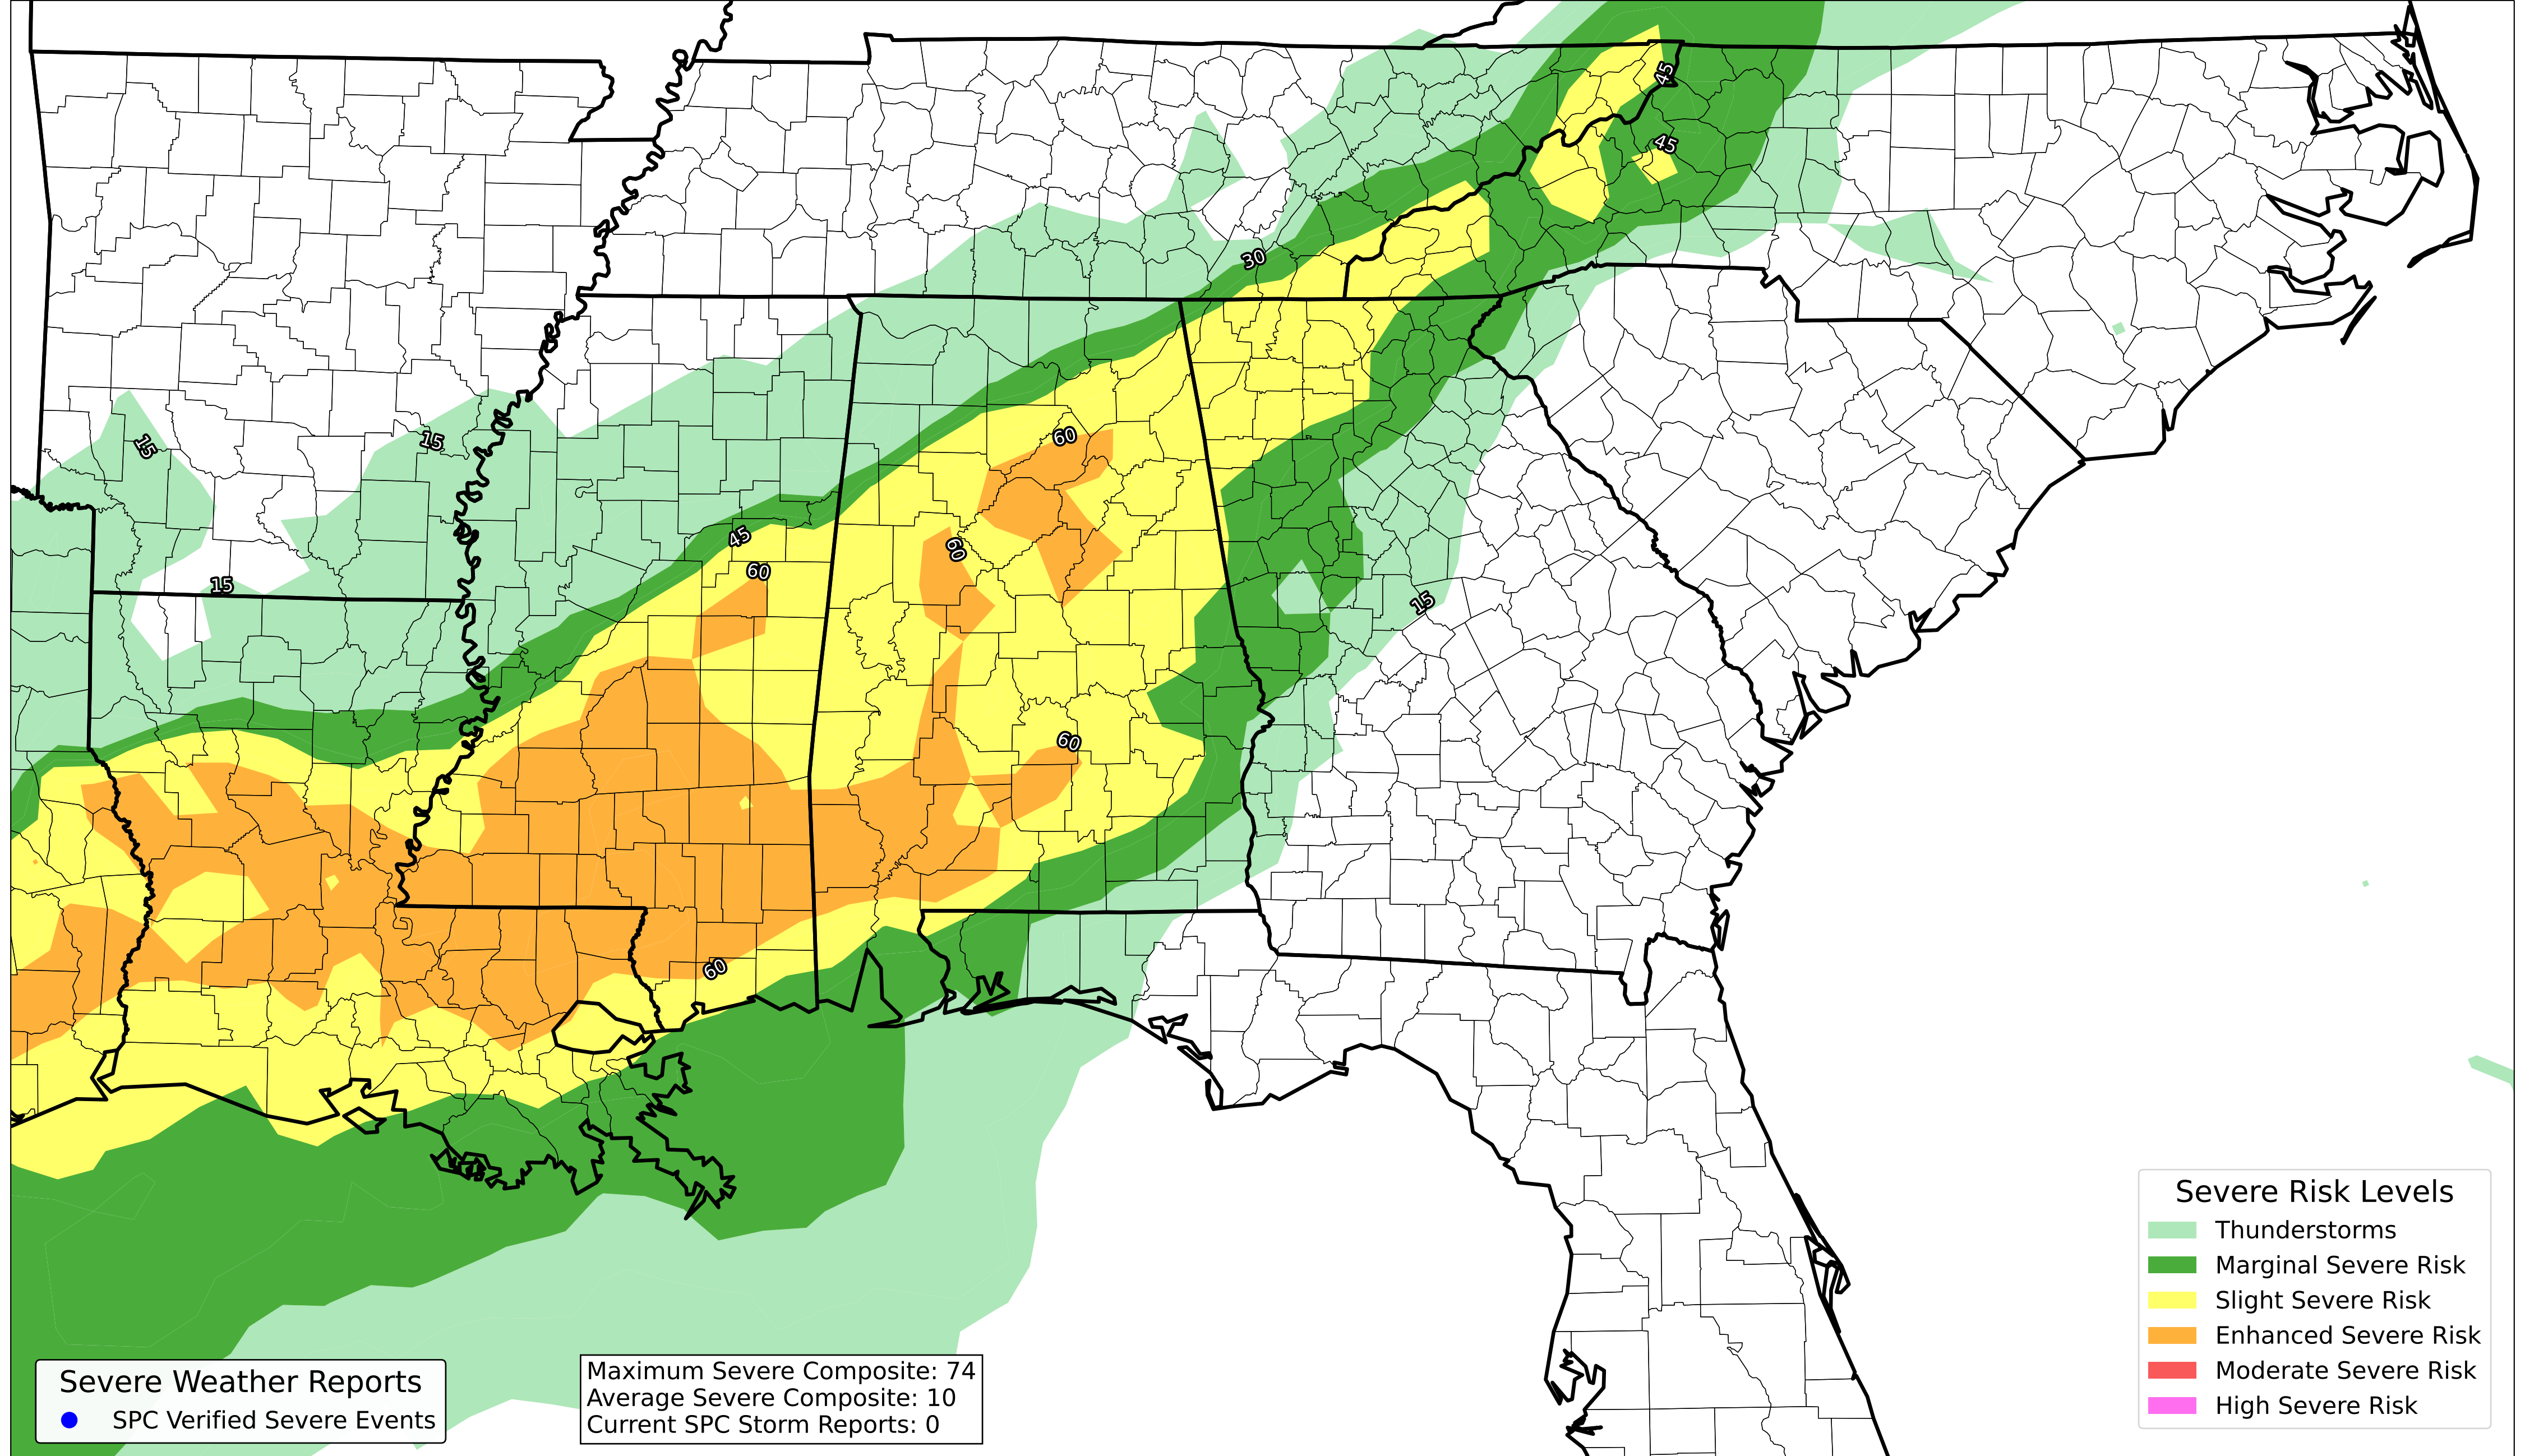 45
45
30
15
15
60
45
60
60
15
15
60
60
Severe Risk Levels
Thunderstorms
Marginal Severe Risk
Slight Severe Risk
Enhanced Severe Risk
Moderate Severe Risk
High Severe Risk
Severe Weather Reports
SPC Verified Severe Events
Maximum Severe Composite: 74
Average Severe Composite: 10
Current SPC Storm Reports: 0